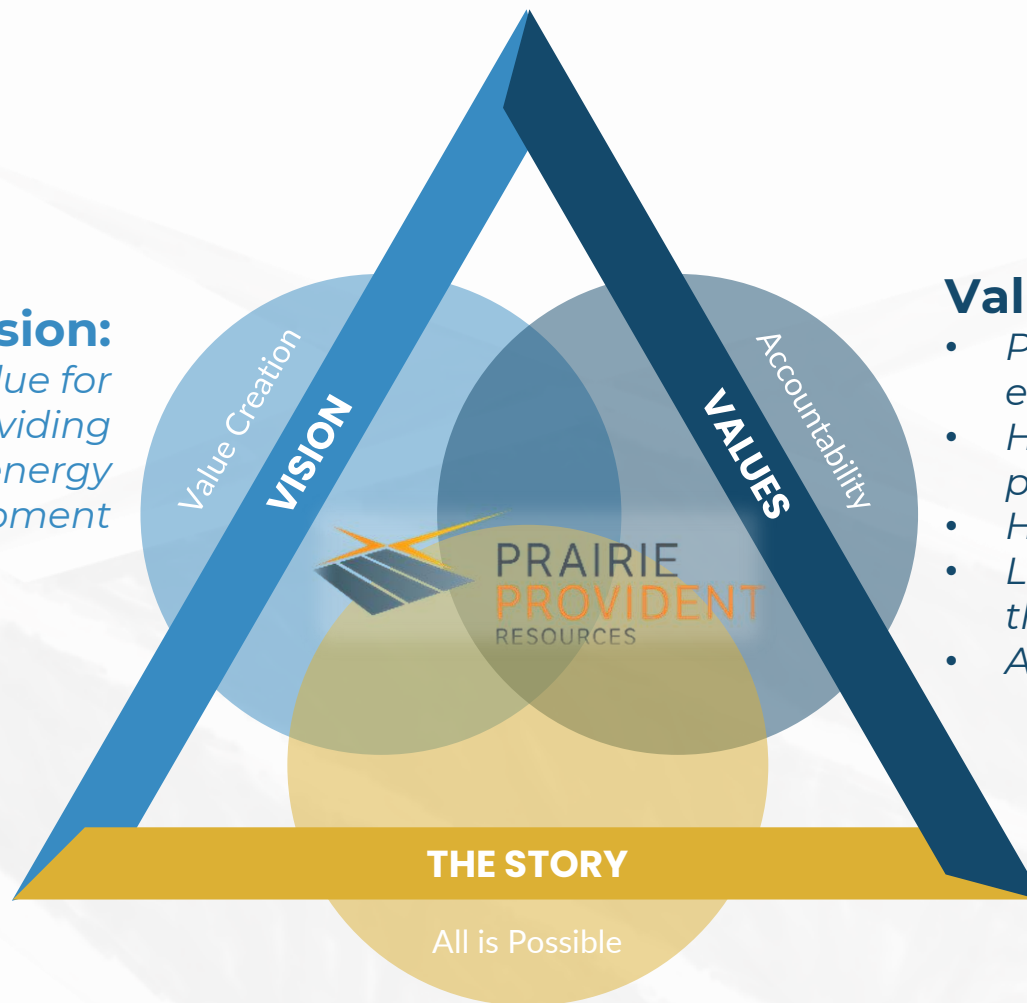 sion:
lue for
viding
energy
pment
Value Creation
VISION
VALUES
Accountability
Val
• P
e
• H
p
• H
• L
th
• A
PRAIRIE
PROVIDENT
RESOURCES
THE STORY
All is Possible